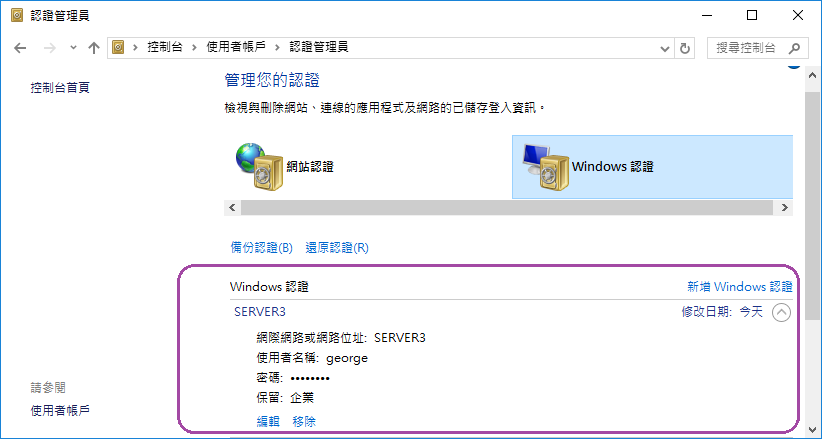 認證管理員
控制台 使用者帳戶 認證管理員
搜尋控制台
控制台首頁
管理您的認證
檢視與刪除網站、連線的應用程式及網路的已儲存登入資訊。
網站認證
Windows 認證
備份認證(B) 還原認證(R)
Windows 認證 新增 Windows 認證
SERVER3 修改日期: 今天
網際網路或網路位址: SERVER3
使用者名稱: george
密碼: ••••••••
保留: 企業
編輯 移除
請參閱
使用者帳戶